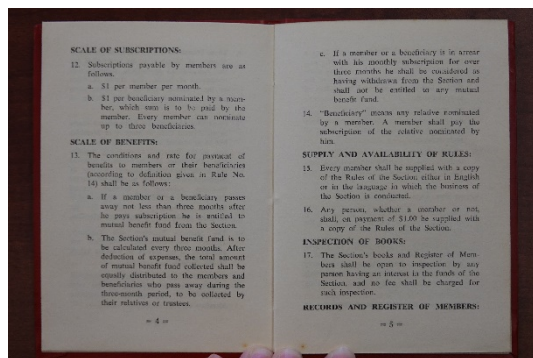 SCALE OF SUBSCRIPTIONS:
12. Subscriptions payable by members are as
follows.
a. $1 per member per month.
b. $1 per beneficiary nominated by a mem-
ber, which sum is to be paid by the
member. Every member can nominate
up to three beneficiaries.
SCALE OF BENEFITS:
13. The conditions and rate for payment of
benefits to members or their beneficiaries
(according to definition given in Rule No.
14) shall be as follows:
a. If a member or a beneficiary passes
away not less than three months after
he pays subscription he is entitled to
mutual benefit fund from the Section.
b. The Section's mutual benefit fund is to
be calculated every three months. After
deduction of expenses, the total amount
of mutual benefit fund collected shall be
equally distributed to the members and
beneficiaries who pass away during the
three-month period, to be collected by
their relatives or trustees.
— 4 —
c. If a member or a beneficiary is in arrear
with his monthly subscription for over
three months he shall be considered as
having withdrawn from the Section and
shall not be entitled to any mutual
benefit fund.
14. "Beneficiary" means any relative nominated
by a member. A member shall pay the
subscription of the relative nominated by
him.
SUPPLY AND AVAILABILITY OF RULES:
15. Every member shall be supplied with a copy
of the Rules of the Section either in English
or in the language in which the business of
the Section is conducted.
16. Any person, whether a member or not,
shall, on payment of $1.00 be supplied with
a copy of the Rules of the Section.
INSPECTION OF BOOKS:
17. The Section's books and Register of Mem-
bers shall be open to inspection by any
person having an interest in the funds of the
Section, and no fee shall be charged for
such inspection.
RECORDS AND REGISTER OF MEMBERS:
— 5 —